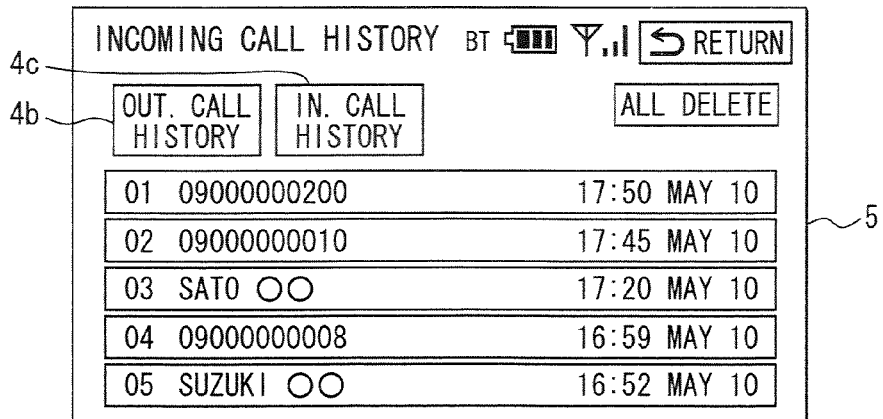 INCOMING CALL HISTORY BT RETURN
4c
4b
OUT. CALL HISTORY
IN. CALL HISTORY
ALL DELETE
01 09000000200 17:50 MAY 10
02 09000000010 17:45 MAY 10
03 SATO ○○ 17:20 MAY 10
04 09000000008 16:59 MAY 10
05 SUZUKI ○○ 16:52 MAY 10
5